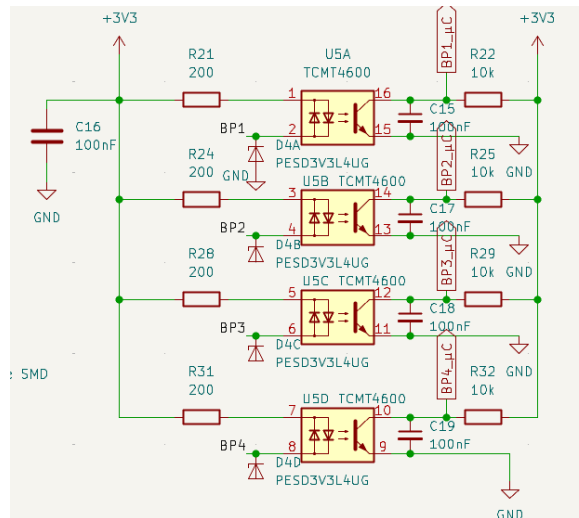 +3V3
+3V3
U5A
TCMT4600
BP1_µC
R21
200
R22
10k
1
16
C15
100nF
C16
100nF
BP1
2
15
D4A
PESD3V3L4UG
GND
GND
GND
BP2_µC
R24
200
U5B TCMT4600
R25
10k
3
14
C17
100nF
BP2
4
13
D4B
PESD3V3L4UG
GND
BP3_µC
R28
200
U5C TCMT4600
R29
10k
5
12
C18
100nF
BP3
6
11
D4C
PESD3V3L4UG
GND
BP4_µC
SMD
R31
200
U5D TCMT4600
R32
10k
7
10
C19
100nF
BP4
8
9
D4D
PESD3V3L4UG
GND